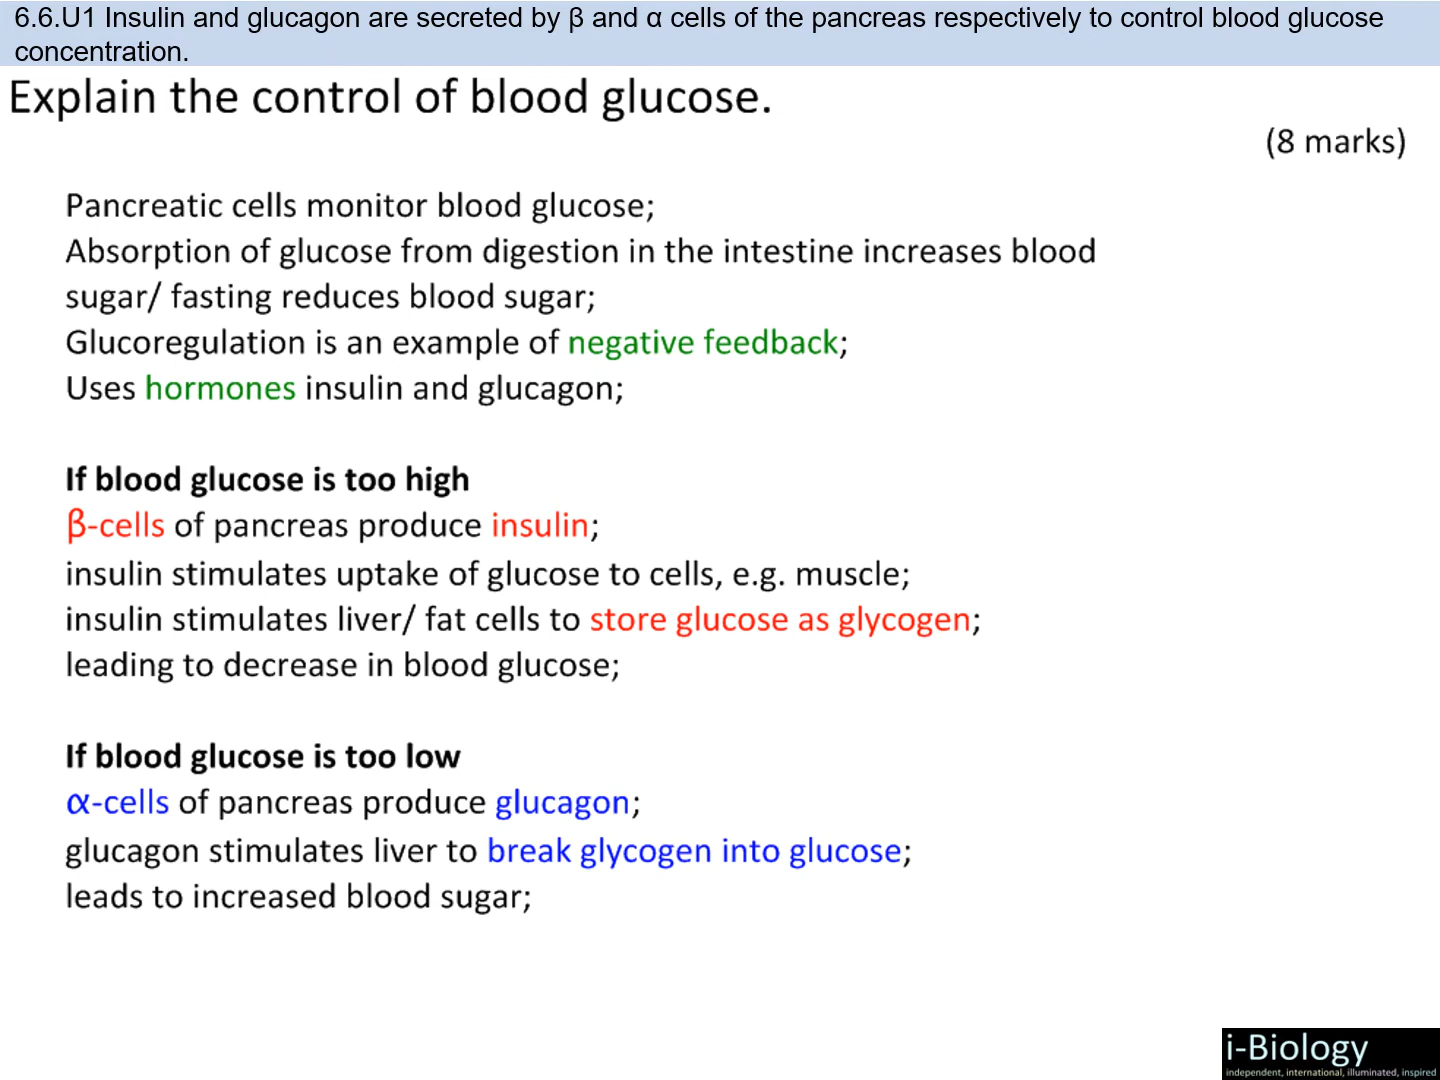 6.6.U1 Insulin and glucagon are secreted by β and α cells of the pancreas respectively to control blood glucose
concentration.
Explain the control of blood glucose.
(8 marks)
Pancreatic cells monitor blood glucose;
Absorption of glucose from digestion in the intestine increases blood
sugar/ fasting reduces blood sugar;
Glucoregulation is an example of negative feedback;
Uses hormones insulin and glucagon;
If blood glucose is too high
β-cells of pancreas produce insulin;
insulin stimulates uptake of glucose to cells, e.g. muscle;
insulin stimulates liver/ fat cells to store glucose as glycogen;
leading to decrease in blood glucose;
If blood glucose is too low
α-cells of pancreas produce glucagon;
glucagon stimulates liver to break glycogen into glucose;
leads to increased blood sugar;
i-Biology
independent, international, illuminated, inspired